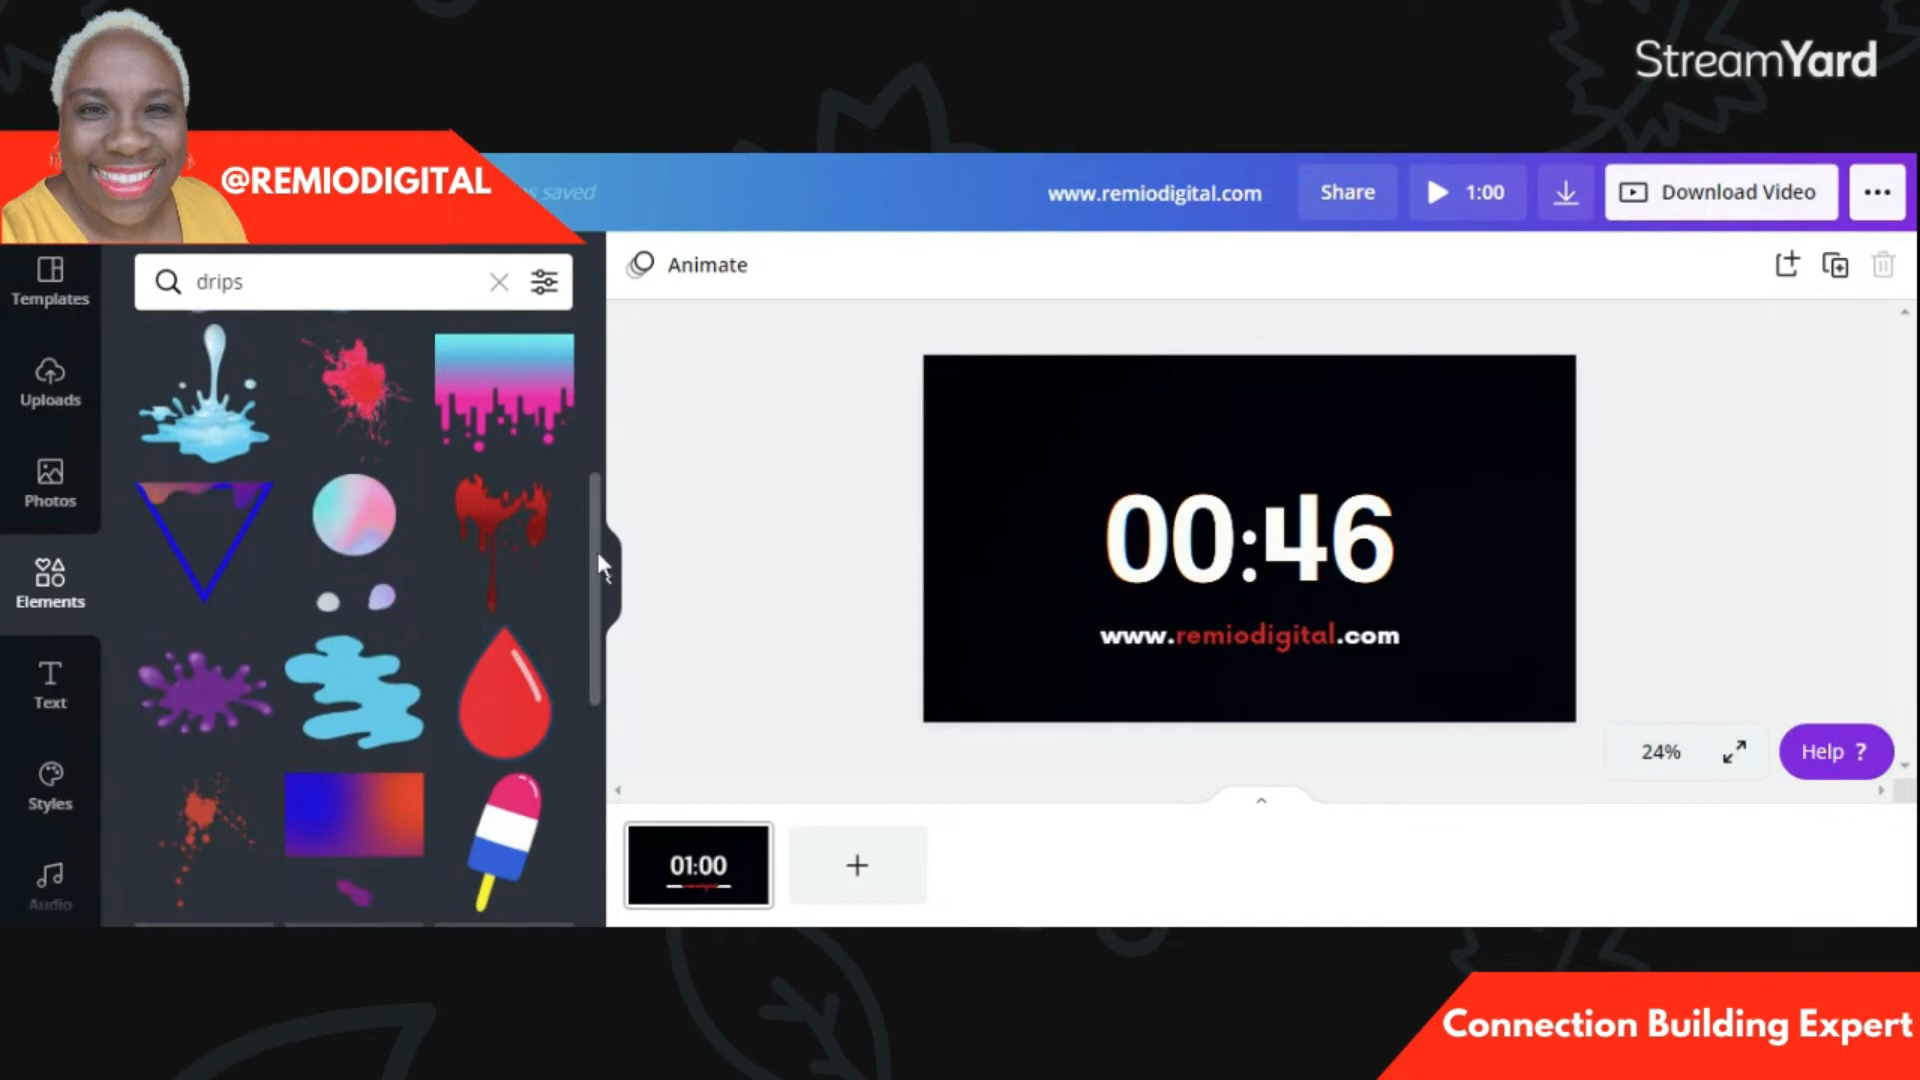 StreamYard
@REMIODIGITAL
s saved
www.remiodigital.com
Share
1:00
Download Video
Templates
drips
Animate
Uploads
Photos
Elements
00:46
www.remiodigital.com
Text
24%
Help ?
Styles
01:00
Audio
Connection Building Expert